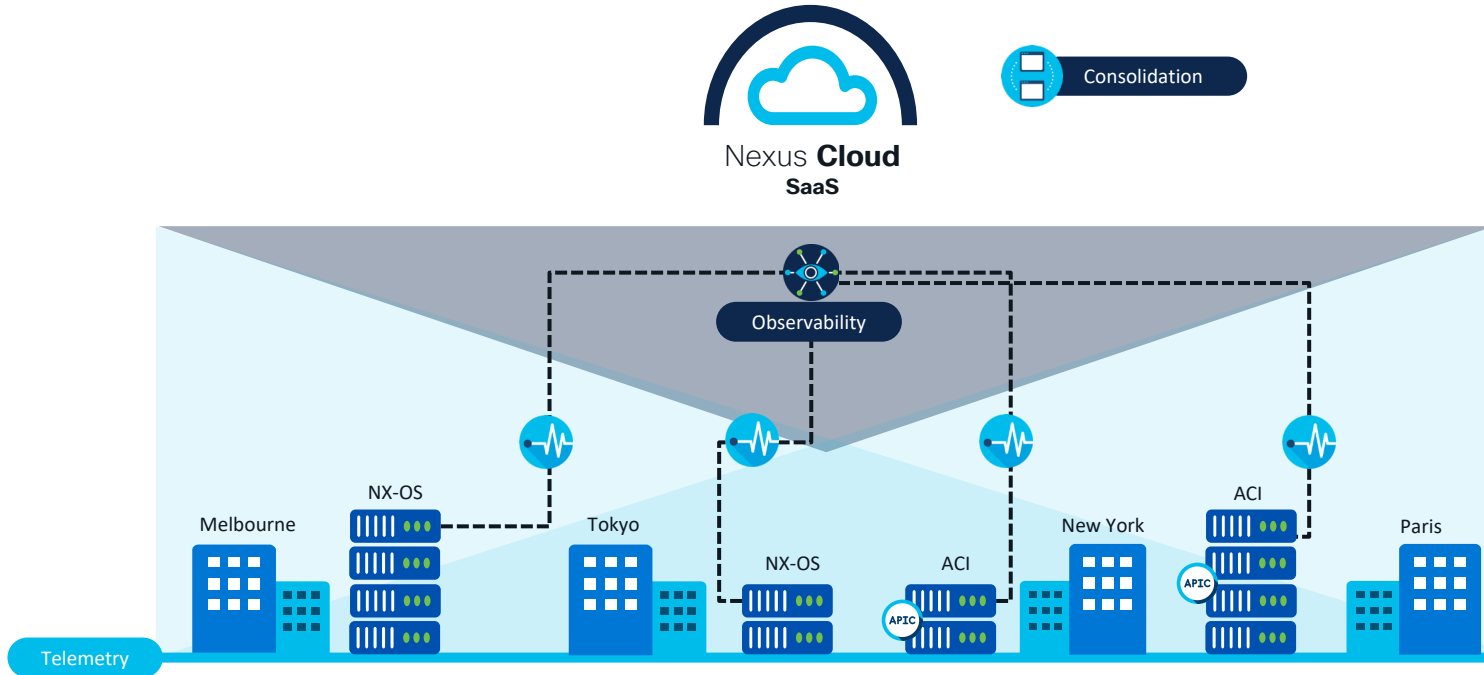 Consolidation
Nexus Cloud
SaaS
Observability
NX-OS
ACI
Melbourne
Tokyo
New York
Paris
NX-OS
ACI
APIC
APIC
Telemetry